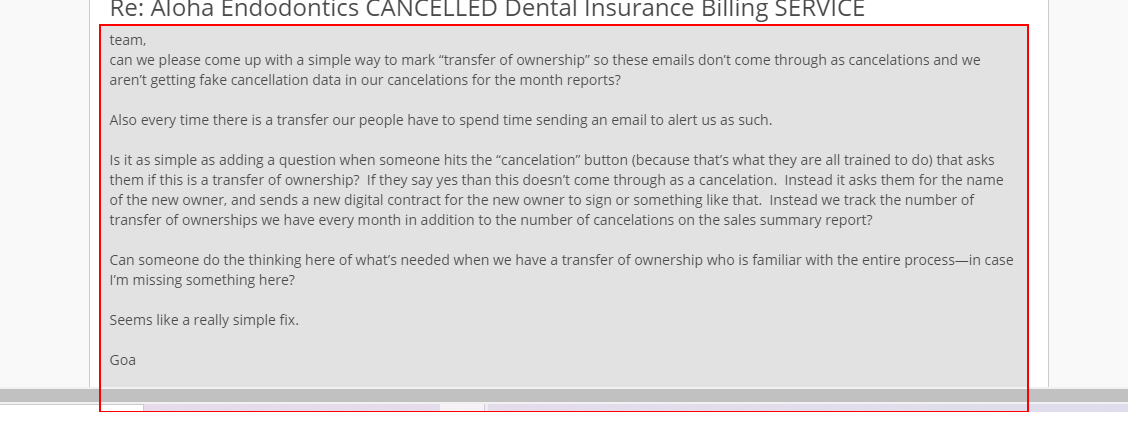 Re: Aloha Endodontics CANCELLED Dental Insurance Billing SERVICE
team,
can we please come up with a simple way to mark “transfer of ownership” so these emails don’t come through as cancelations and we
aren’t getting fake cancellation data in our cancelations for the month reports?
Also every time there is a transfer our people have to spend time sending an email to alert us as such.
Is it as simple as adding a question when someone hits the “cancelation” button (because that’s what they are all trained to do) that asks
them if this is a transfer of ownership?  If they say yes than this doesn’t come through as a cancelation.  Instead it asks them for the name
of the new owner, and sends a new digital contract for the new owner to sign or something like that.  Instead we track the number of
transfer of ownerships we have every month in addition to the number of cancelations on the sales summary report?
Can someone do the thinking here of what’s needed when we have a transfer of ownership who is familiar with the entire process—in case
I’m missing something here?
Seems like a really simple fix.
Goa